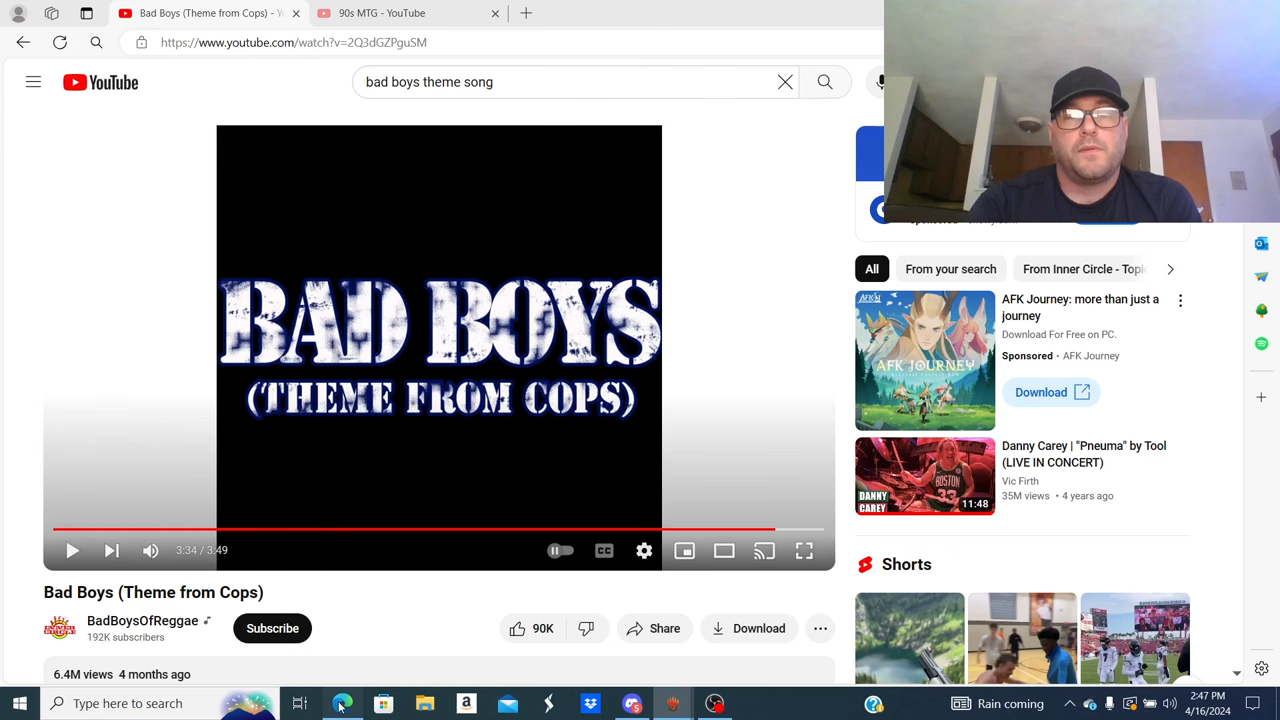 Bad Boys (Theme from Cops) - Y
90s MTG - YouTube
https://www.youtube.com/watch?v=2Q3dGZPguSM
YouTube
bad boys theme song
BAD BOYS
(THEME FROM COPS)
3:34 / 3:49
CC
Bad Boys (Theme from Cops)
BadBoysOfReggae
192K subscribers
Subscribe
90K
Share
Download
6.4M views 4 months ago
All
From your search
From Inner Circle - Topic
AFK JOURNEY
AFK Journey: more than just a
journey
Download For Free on PC.
Sponsored · AFK Journey
Download
BOSTON
33
DANNY
CAREY
11:48
Danny Carey | "Pneuma" by Tool
(LIVE IN CONCERT)
Vic Firth
35M views · 4 years ago
Shorts
Type here to search
Rain coming
2:47 PM
4/16/2024